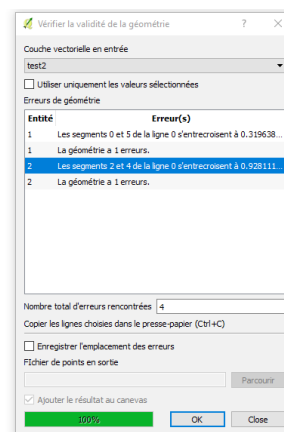 Vérifier la validité de la géométrie
Couche vectorielle en entrée
test2
Utiliser uniquement les valeurs sélectionnées
Erreurs de géométrie
Entité Erreur(s)
1 Les segments 0 et 5 de la ligne 0 s'entrecroisent à 0.319638...
1 La géométrie a 1 erreurs.
2 Les segments 2 et 4 de la ligne 0 s'entrecroisent à 0.928111...
2 La géométrie a 1 erreurs.
Nombre total d'erreurs rencontrées 4
Copier les lignes choisies dans le presse-papier (Ctrl+C)
Enregistrer l'emplacement des erreurs
FIchier de points en sortie
Parcourir
Ajouter le résultat au canevas
100% OK Close